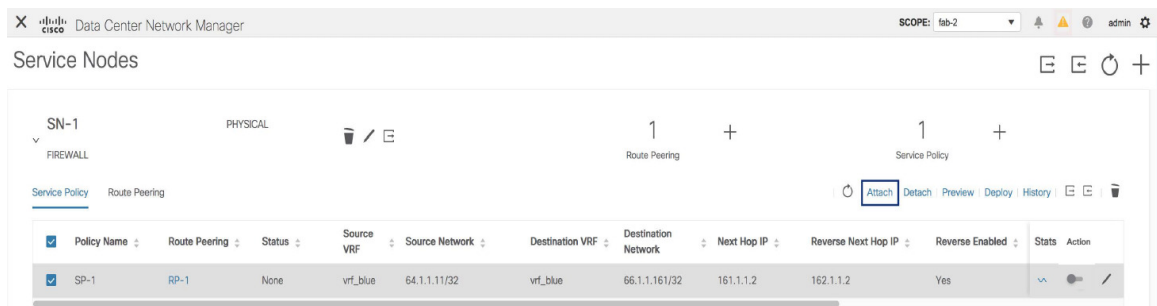 cisco Data Center Network Manager SCOPE: fab-2 admin
Service Nodes
SN-1 PHYSICAL 1 1
FIREWALL Route Peering Service Policy
Service Policy Route Peering Attach Detach Preview Deploy History
Policy Name Route Peering Status Source VRF Source Network Destination VRF Destination Network Next Hop IP Reverse Next Hop IP Reverse Enabled Stats Action
SP-1 RP-1 None vrf_blue 64.1.1.11/32 vrf_blue 66.1.1.161/32 161.1.1.2 162.1.1.2 Yes